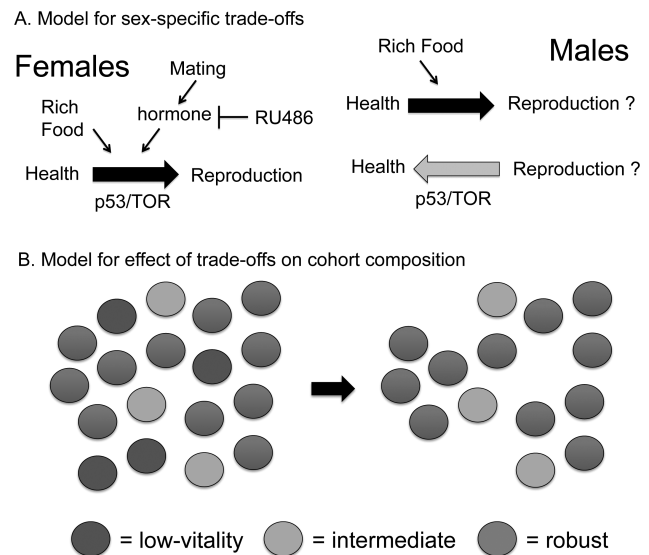 A. Model for sex-specific trade-offs
Females
Mating
Rich
Food
hormone
RU486
Health
Reproduction
p53/TOR
Males
Rich Food
Health
Reproduction ?
Health
Reproduction ?
p53/TOR
B. Model for effect of trade-offs on cohort composition
= low-vitality
= intermediate
= robust